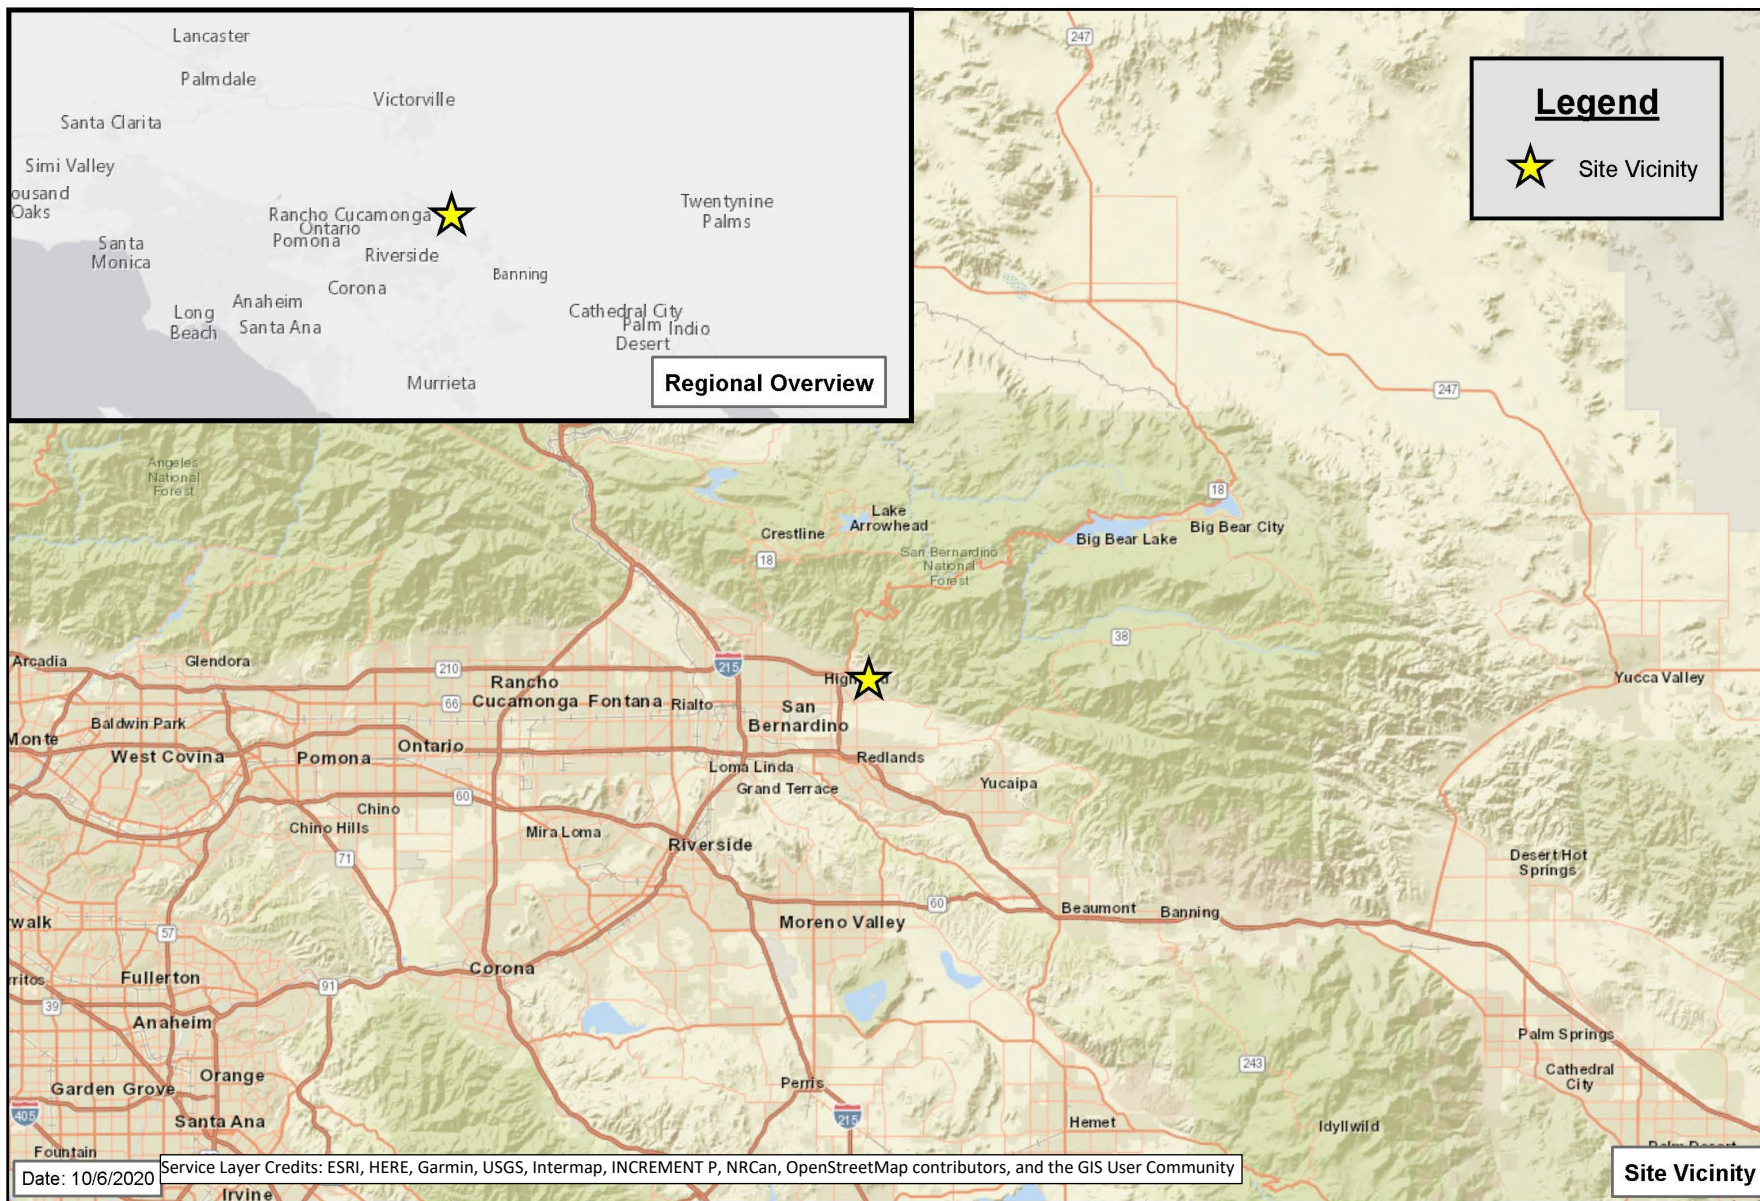 Lancaster
Palmdale
Victorville
Santa Clarita
Simi Valley
ousand
Oaks
Santa
Monica
Rancho Cucamonga
Ontario
Pomona
Riverside
Twentynine
Palms
Banning
Corona
Anaheim
Long
Beach
Santa Ana
Cathedral City
Palm
Desert
Indio
Murrieta
Regional Overview
Legend
Site Vicinity
247
247
Angeles
National
Forest
Crestline
Lake
Arrowhead
18
18
San Bernardino
National
Forest
Big Bear Lake
Big Bear City
38
Arcadia
Glendora
210
215
Rancho
Cucamonga
66
Fontana
Rialto
San
Bernardino
Yucca Valley
Baldwin Park
Monte
West Covina
Pomona
Ontario
Loma Linda
Redlands
Grand Terrace
Yucaipa
60
Chino
Chino Hills
Mira Loma
71
Riverside
Desert Hot
Springs
walk
57
Moreno Valley
60
Beaumont
Banning
rritos
Fullerton
91
Corona
39
Anaheim
Palm Springs
Orange
Garden Grove
Perris
243
Cathedral
City
405
Santa Ana
215
Hemet
Idyllwild
Fountain
Date: 10/6/2020
Service Layer Credits: ESRI, HERE, Garmin, USGS, Intermap, INCREMENT P, NRCan, OpenStreetMap contributors, and the GIS User Community
Irvine
Site Vicinity